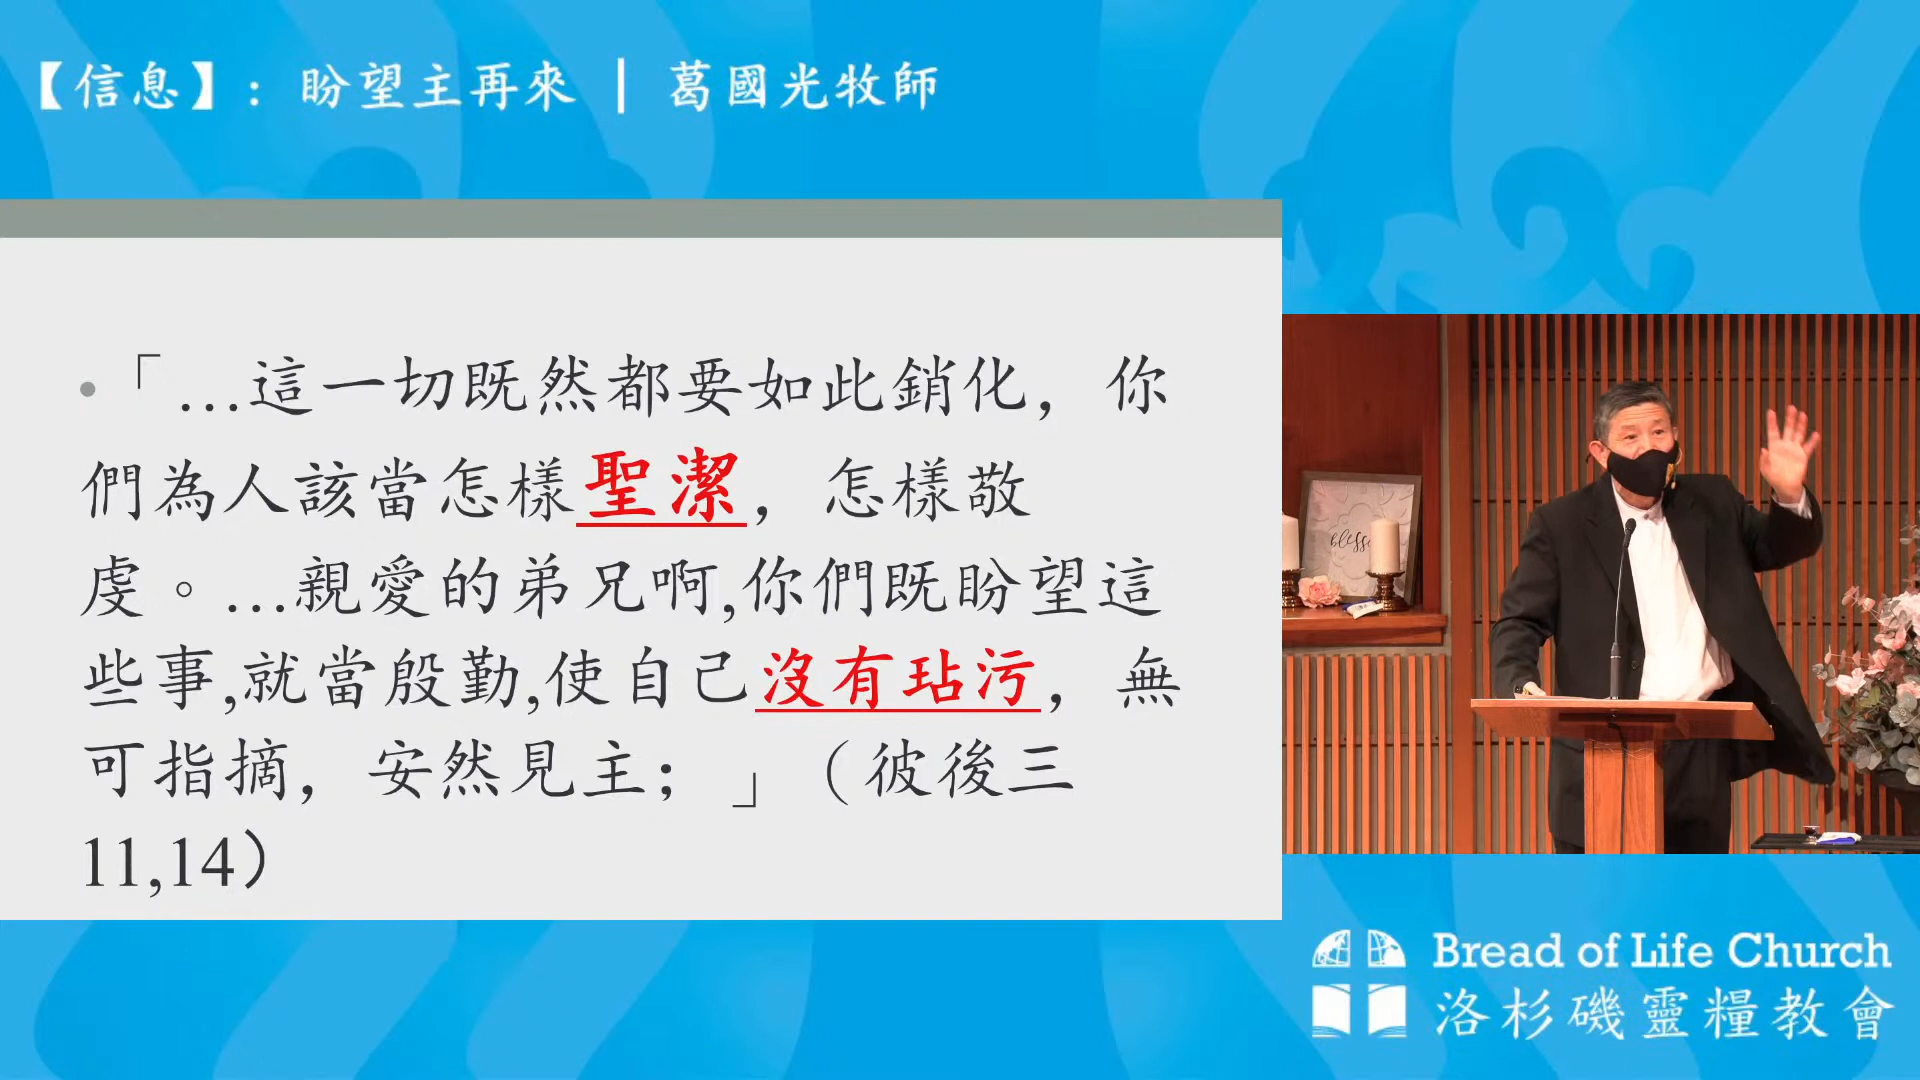 【信息】：盼望主再來 | 葛國光牧師
•「…這一切既然都要如此銷化，你
們為人該當怎樣聖潔，怎樣敬
虔。…親愛的弟兄啊,你們既盼望這
些事,就當殷勤,使自己沒有玷污，無
可指摘，安然見主；」（彼後三
11,14）
blessed
Bread of Life Church
洛杉磯靈糧教會